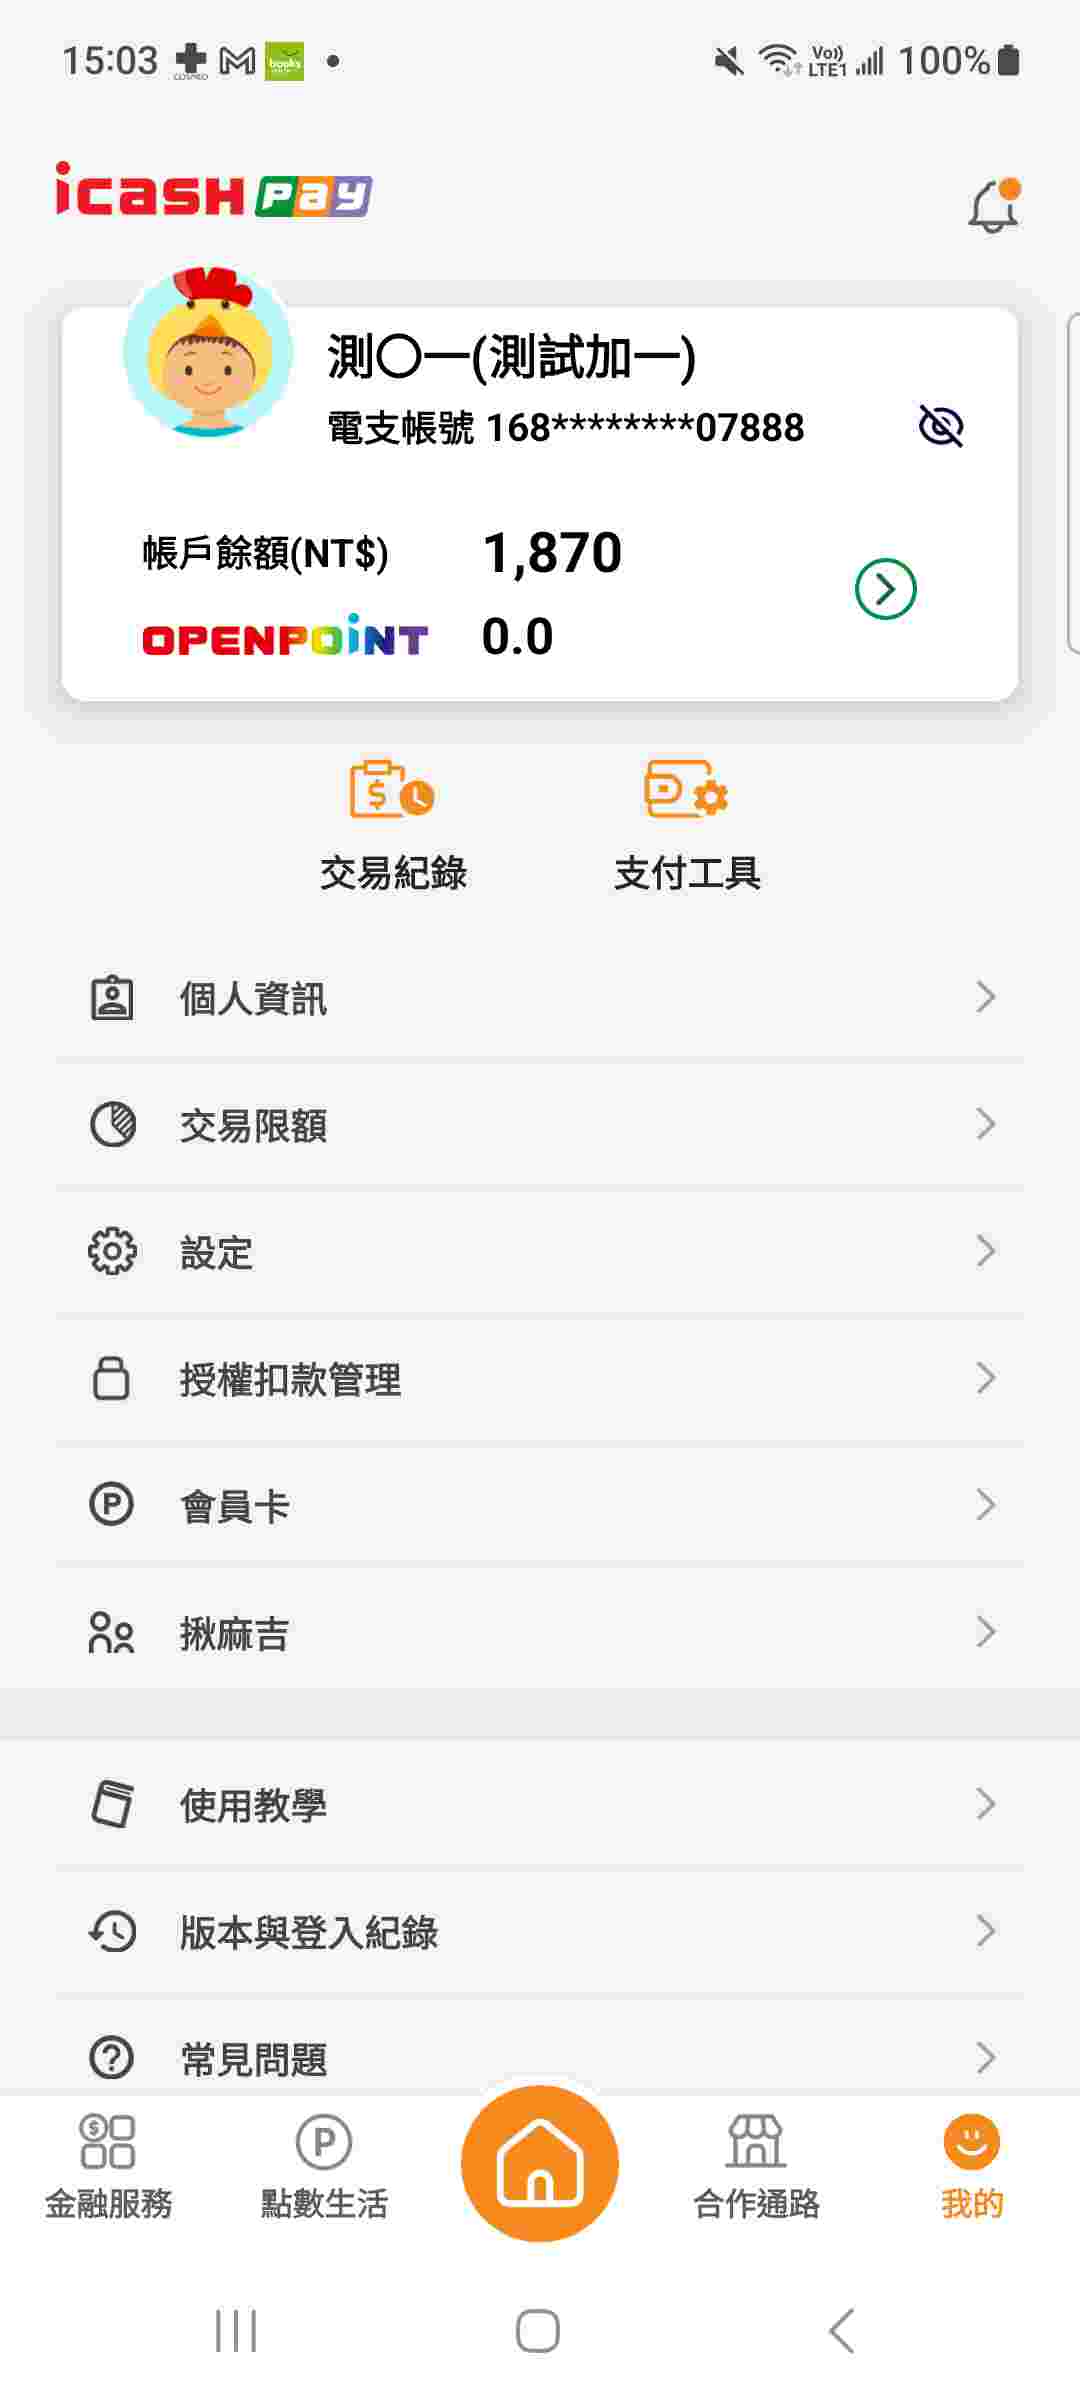 15:03 COSMED books Vo)) LTE1 100%
icash Pay
測〇一(測試加一)
電支帳號 168********07888
帳戶餘額(NT$) 1,870
OPENPOINT 0.0
交易紀錄 支付工具
個人資訊
交易限額
設定
授權扣款管理
會員卡
揪麻吉
使用教學
版本與登入紀錄
常見問題
金融服務 點數生活 合作通路 我的